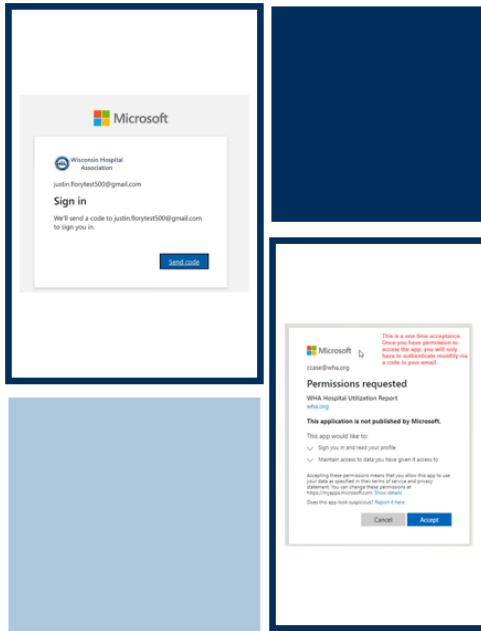 Microsoft
Wisconsin Hospital
Association
justin.florytest500@gmail.com
Sign in
We'll send a code to justin.florytest500@gmail.com
to sign you in.
Send code
This is a one time acceptance.
Once you have permission to
access the app, you will only
have to authenticate monthly via
a code in your email.
Microsoft
ccase@wha.org
Permissions requested
WHA Hospital Utilization Report
wha.org
This application is not published by Microsoft.
This app would like to:
Sign you in and read your profile
Maintain access to data you have given it access to
Accepting these permissions means that you allow this app to use
your data as specified in their terms of service and privacy
statement. You can change these permissions at
https://myapps.microsoft.com. Show details
Does this app look suspicious? Report it here
Cancel
Accept